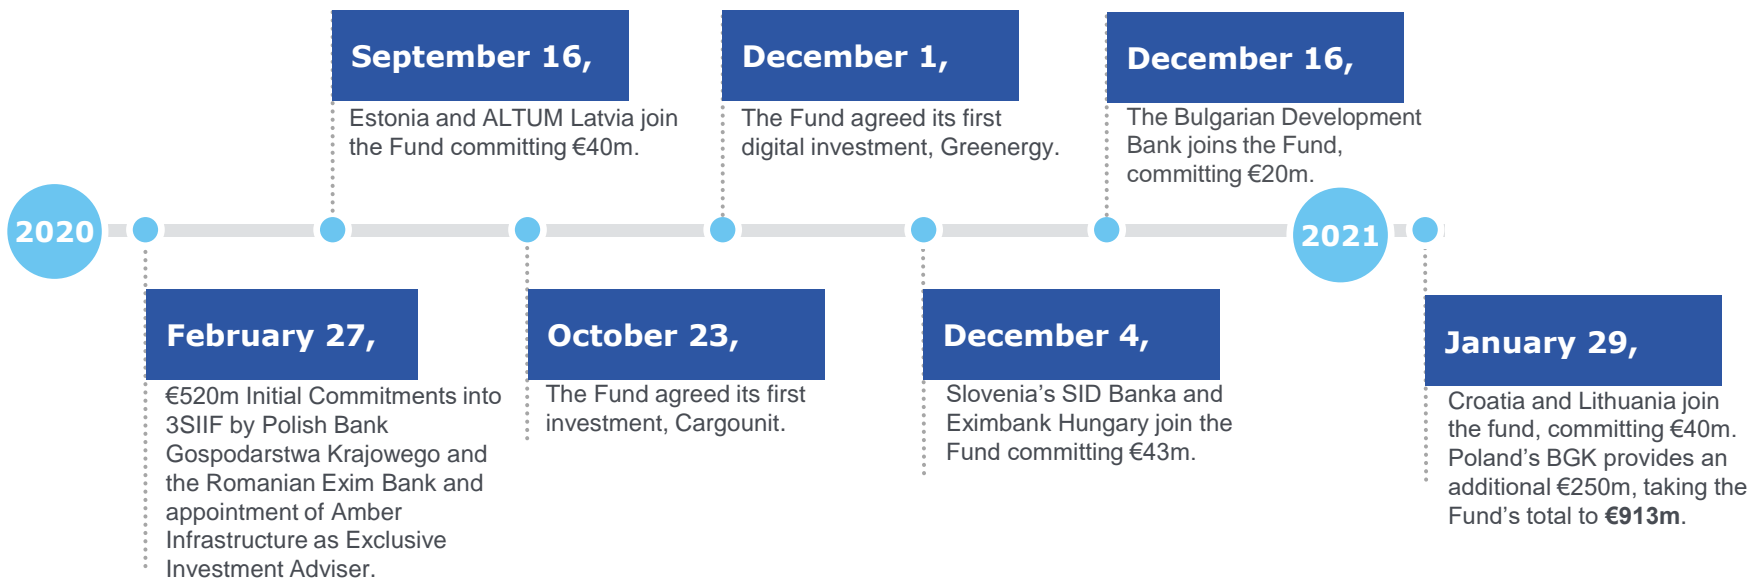 September 16,
Estonia and ALTUM Latvia join
the Fund committing €40m.
December 1,
The Fund agreed its first
digital investment, Greenergy.
December 16,
The Bulgarian Development
Bank joins the Fund,
committing €20m.
2020
2021
February 27,
€520m Initial Commitments into
3SIIF by Polish Bank
Gospodarstwa Krajowego and
the Romanian Exim Bank and
appointment of Amber
Infrastructure as Exclusive
Investment Adviser.
October 23,
The Fund agreed its first
investment, Cargounit.
December 4,
Slovenia's SID Banka and
Eximbank Hungary join the
Fund committing €43m.
January 29,
Croatia and Lithuania join
the fund, committing €40m.
Poland's BGK provides an
additional €250m, taking the
Fund's total to €913m.